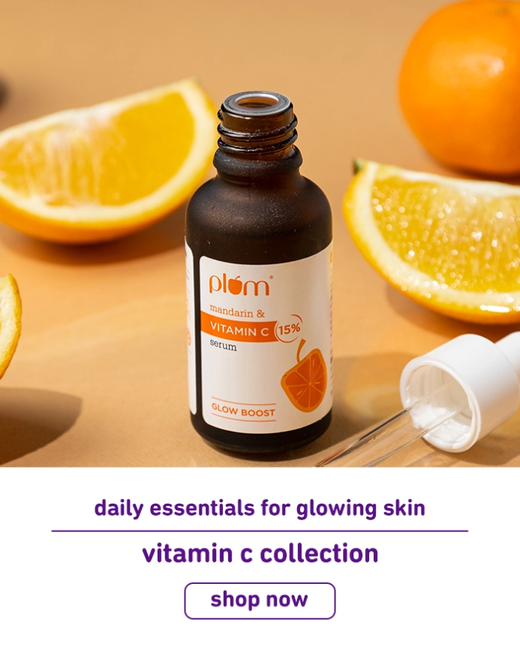 plum®
mandarin &
VITAMIN C 15%
serum
GLOW BOOST
daily essentials for glowing skin
vitamin c collection
shop now